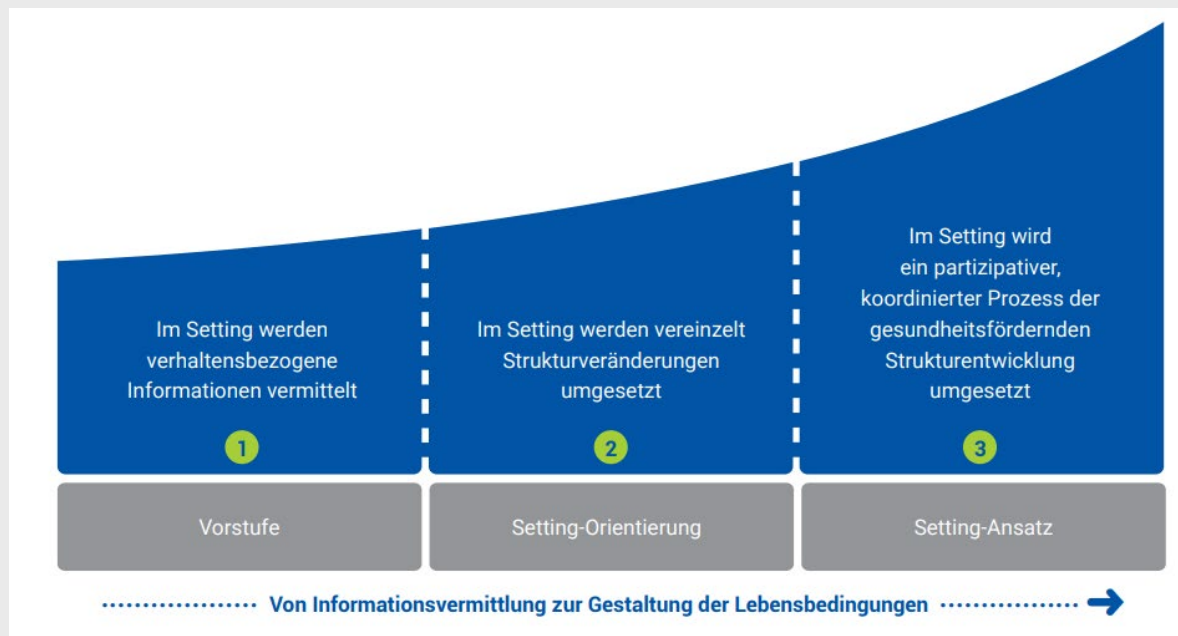 Im Setting werden
verhaltensbezogene
Informationen vermittelt
1
Vorstufe
Im Setting werden vereinzelt
Strukturveränderungen
umgesetzt
2
Setting-Orientierung
Im Setting wird
ein partizipativer,
koordinierter Prozess der
gesundheitsfördernden
Strukturentwicklung
umgesetzt
3
Setting-Ansatz
Von Informationsvermittlung zur Gestaltung der Lebensbedingungen